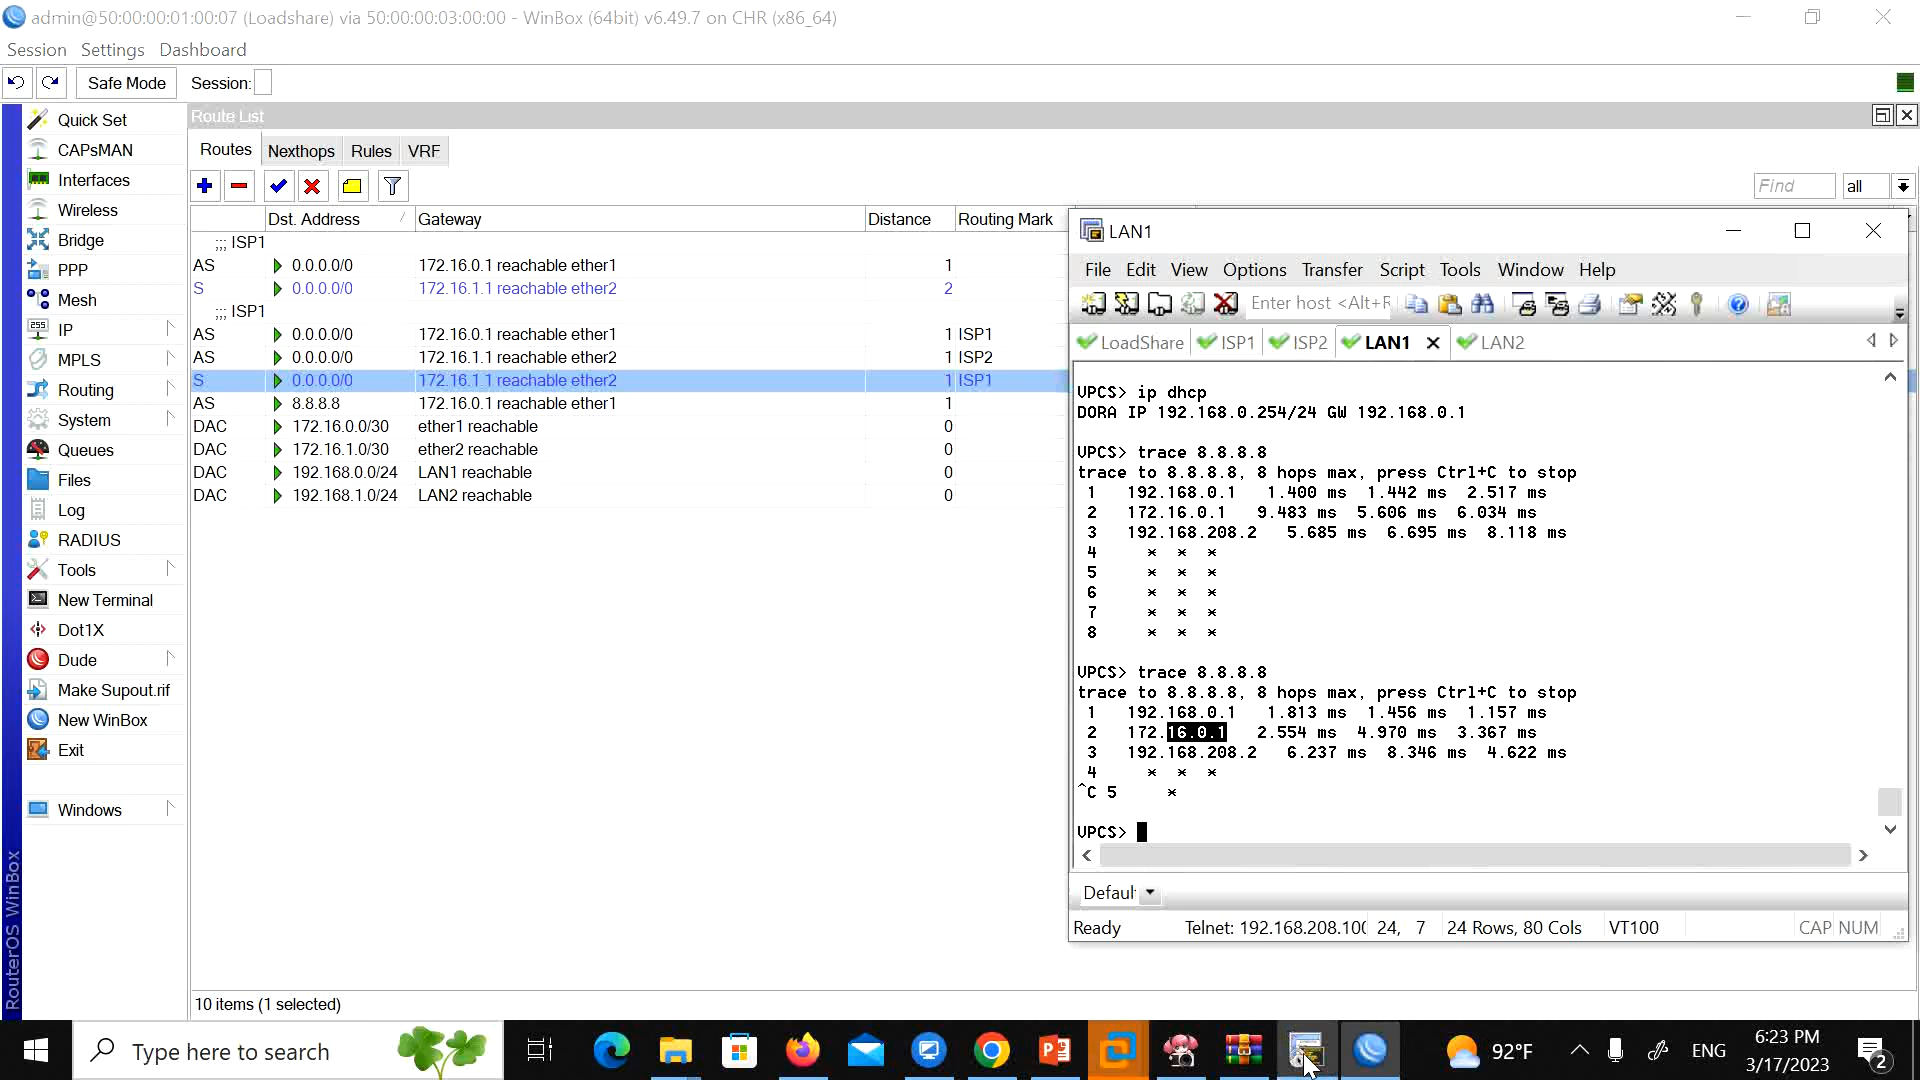 admin@50:00:00:01:00:07 (Loadshare) via 50:00:00:03:00:00 - WinBox (64bit) v6.49.7 on CHR (x86_64)
Session Settings Dashboard
Safe Mode Session:
Route List
Routes Nexthops Rules VRF
Find all
Dst. Address Gateway Distance Routing Mark
;;; ISP1
AS 0.0.0.0/0 172.16.0.1 reachable ether1 1
S 0.0.0.0/0 172.16.1.1 reachable ether2 2
;;; ISP1
AS 0.0.0.0/0 172.16.0.1 reachable ether1 1 ISP1
AS 0.0.0.0/0 172.16.1.1 reachable ether2 1 ISP2
S 0.0.0.0/0 172.16.1.1 reachable ether2 1 ISP1
AS 8.8.8.8 172.16.0.1 reachable ether1 1
DAC 172.16.0.0/30 ether1 reachable 0
DAC 172.16.1.0/30 ether2 reachable 0
DAC 192.168.0.0/24 LAN1 reachable 0
DAC 192.168.1.0/24 LAN2 reachable 0
10 items (1 selected)
Quick Set
CAPsMAN
Interfaces
Wireless
Bridge
PPP
Mesh
255 IP
MPLS
Routing
System
Queues
Files
Log
RADIUS
Tools
New Terminal
Dot1X
Dude
Make Supout.rif
New WinBox
Exit
Windows
RouterOS WinBox
LAN1
File Edit View Options Transfer Script Tools Window Help
Enter host <Alt+R
LoadShare ISP1 ISP2 LAN1 LAN2
VPCS> ip dhcp
DORA IP 192.168.0.254/24 GW 192.168.0.1
VPCS> trace 8.8.8.8
trace to 8.8.8.8, 8 hops max, press Ctrl+C to stop
1 192.168.0.1 1.400 ms 1.442 ms 2.517 ms
2 172.16.0.1 9.483 ms 5.606 ms 6.034 ms
3 192.168.208.2 5.685 ms 6.695 ms 8.118 ms
4 * * *
5 * * *
6 * * *
7 * * *
8 * * *
VPCS> trace 8.8.8.8
trace to 8.8.8.8, 8 hops max, press Ctrl+C to stop
1 192.168.0.1 1.813 ms 1.456 ms 1.157 ms
2 172.16.0.1 2.554 ms 4.970 ms 3.367 ms
3 192.168.208.2 6.237 ms 8.346 ms 4.622 ms
4 * * *
^C 5 *
VPCS>
Defaul
Ready Telnet: 192.168.208.100 24, 7 24 Rows, 80 Cols VT100 CAP NUM
Type here to search 92°F ENG 6:23 PM
3/17/2023 2